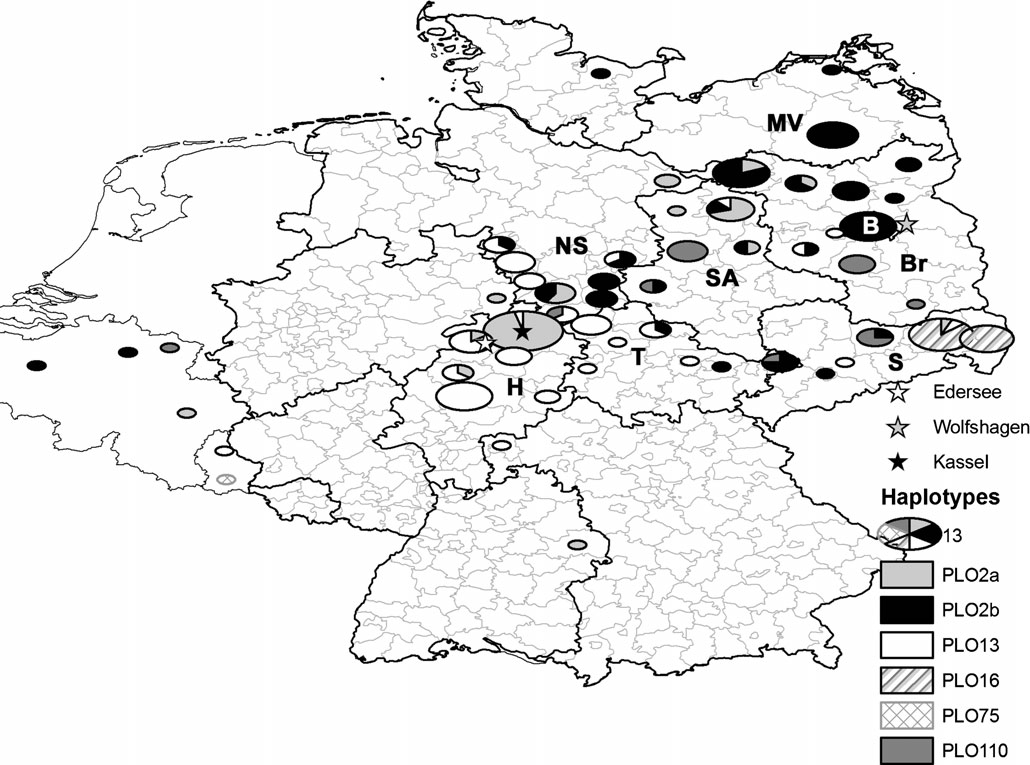 MV
B
NS
Br
SA
T
S
H
Edersee
Wolfshagen
Kassel
Haplotypes
13
PLO2a
PLO2b
PLO13
PLO16
PLO75
PLO110